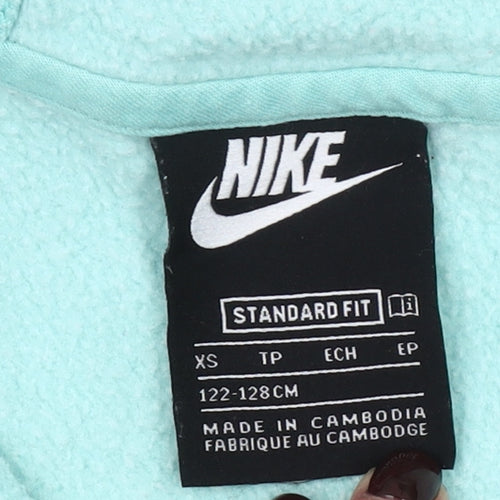 NIKE
STANDARD FIT i
XS TP ECH EP
122-128CM
MADE IN CAMBODIA
FABRIQUE AU CAMBODGE